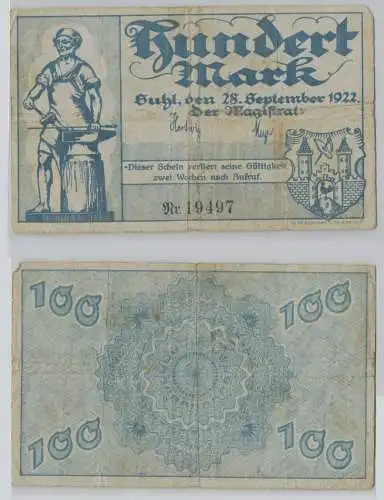 Hundert
Mark
Suhl, den 28. September 1922.
Der Magistrat:
Dieser Schein verliert seine Gültigkeit
zwei Wochen nach Aufruf.
Nr. 19497
100 100
100 100